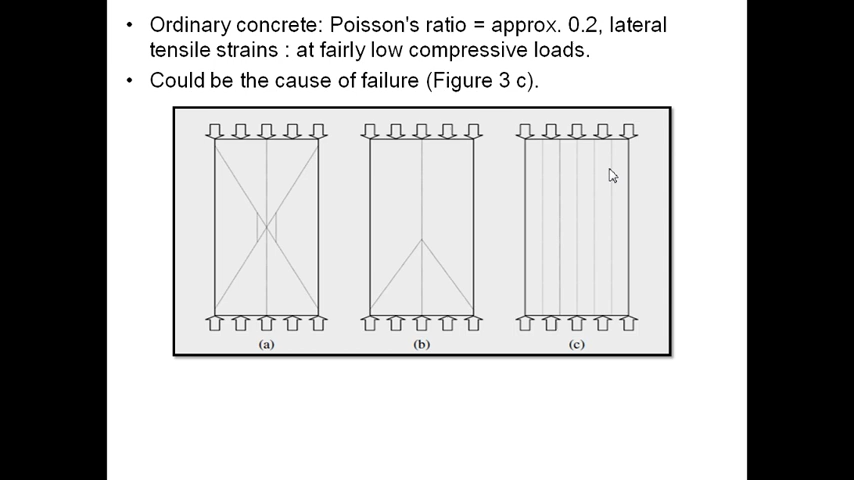 • Ordinary concrete: Poisson's ratio = approx. 0.2, lateral
tensile strains : at fairly low compressive loads.
• Could be the cause of failure (Figure 3 c).
(a) (b) (c)